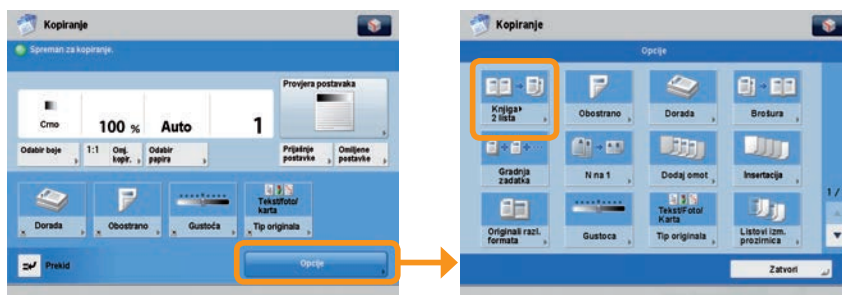 Kopiranje
Spreman za kopiranje.
Provjera postavaka
Crno
100 %
Auto
1
Odabir boje
1:1
Omj.
kopir.
Odabir
papira
Prijašnje
postavke
Omiljene
postavke
Dorada
Obostrano
Gustoća
Tekst/foto/
karta
Tip originala
Prekid
Opcije
Kopiranje
Opcije
Knjiga
2 lista
Obostrano
Dorada
Brošura
Gradnja
zadatka
N na 1
Dodaj omot
Insertacija
Originali razl.
formata
Gustoca
Tekst/Foto/
Karta
Tip originala
Listovi izm.
prozirnica
1/
Zatvori